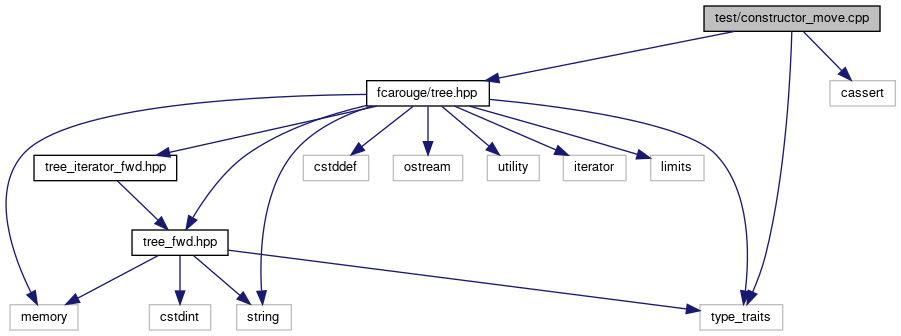 test/constructor_move.cpp
fcarouge/tree.hpp
cassert
tree_iterator_fwd.hpp
cstddef
ostream
utility
iterator
limits
tree_fwd.hpp
memory
cstdint
string
type_traits